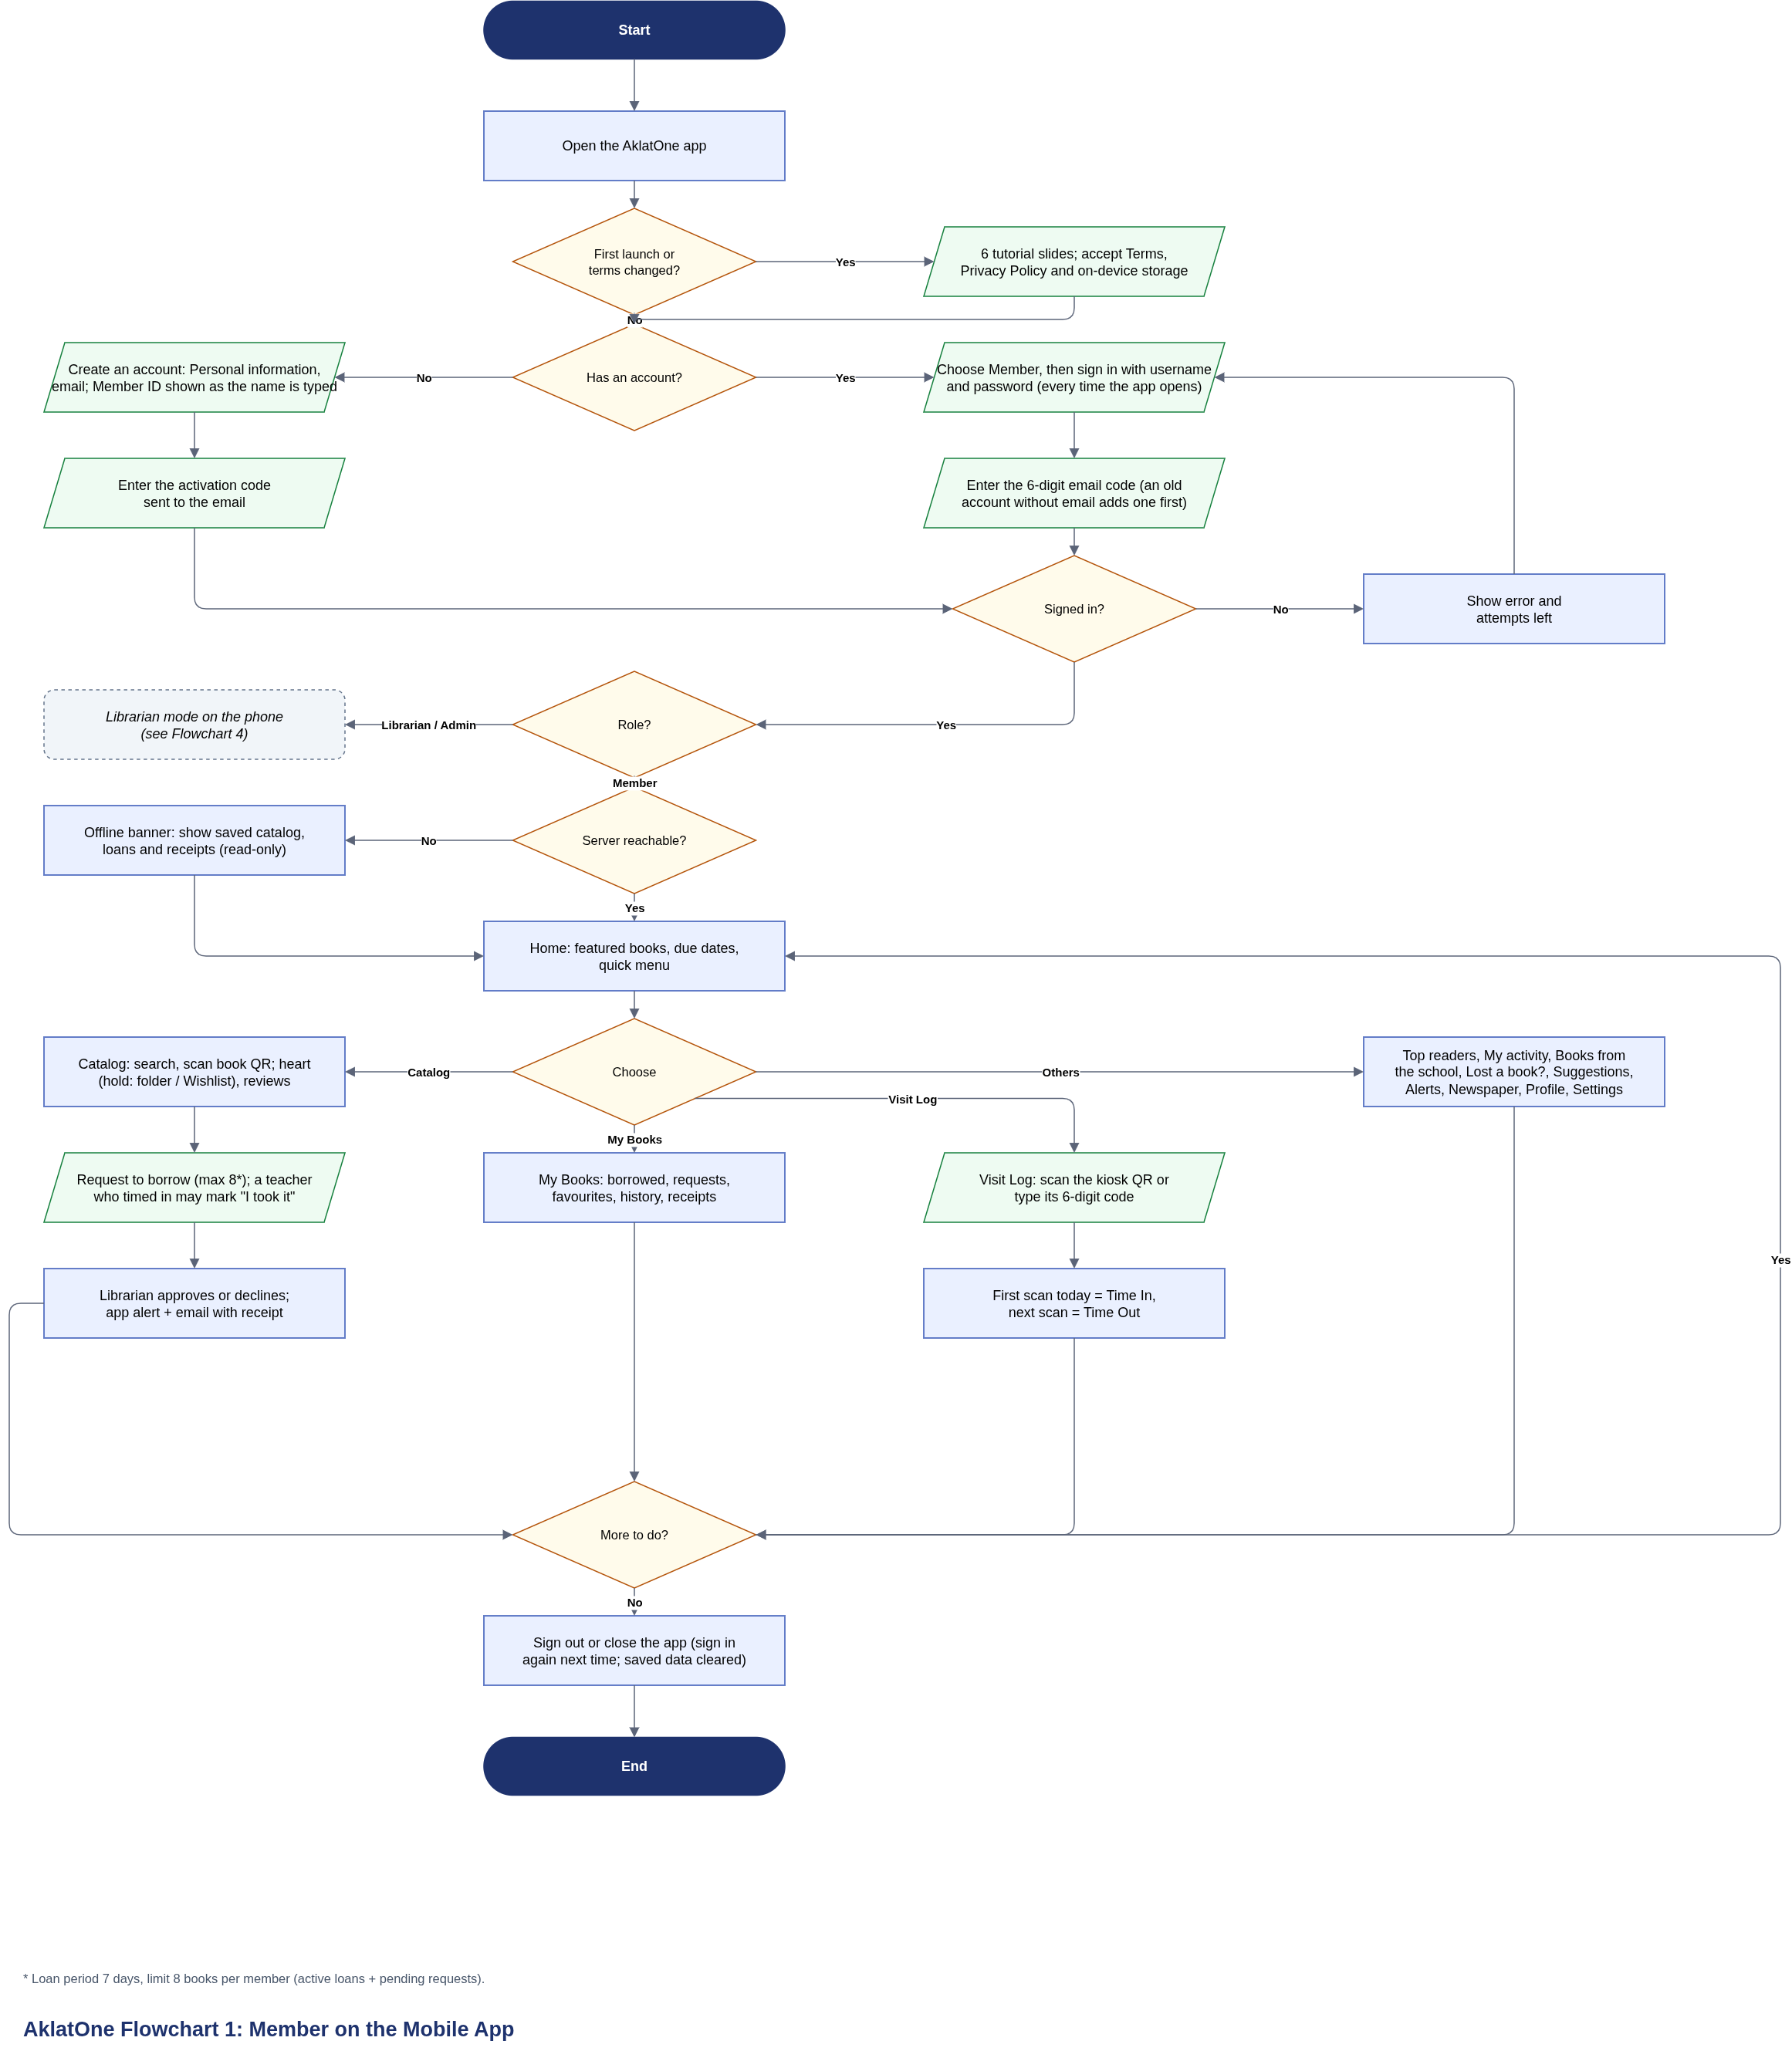 Start
Open the AklatOne app
First launch or
terms changed?
Yes
6 tutorial slides; accept Terms,
Privacy Policy and on-device storage
No
Create an account: Personal information,
email; Member ID shown as the name is typed
No
Has an account?
Yes
Choose Member, then sign in with username
and password (every time the app opens)
Enter the activation code
sent to the email
Enter the 6-digit email code (an old
account without email adds one first)
Signed in?
No
Show error and
attempts left
Librarian mode on the phone
(see Flowchart 4)
Librarian / Admin
Role?
Yes
Member
Offline banner: show saved catalog,
loans and receipts (read-only)
No
Server reachable?
Yes
Home: featured books, due dates,
quick menu
Catalog: search, scan book QR; heart
(hold: folder / Wishlist), reviews
Catalog
Choose
Others
Top readers, My activity, Books from
the school, Lost a book?, Suggestions,
Alerts, Newspaper, Profile, Settings
Visit Log
My Books
Request to borrow (max 8*); a teacher
who timed in may mark "I took it"
My Books: borrowed, requests,
favourites, history, receipts
Visit Log: scan the kiosk QR or
type its 6-digit code
Yes
Librarian approves or declines;
app alert + email with receipt
First scan today = Time In,
next scan = Time Out
More to do?
No
Sign out or close the app (sign in
again next time; saved data cleared)
End
* Loan period 7 days, limit 8 books per member (active loans + pending requests).
AklatOne Flowchart 1: Member on the Mobile App